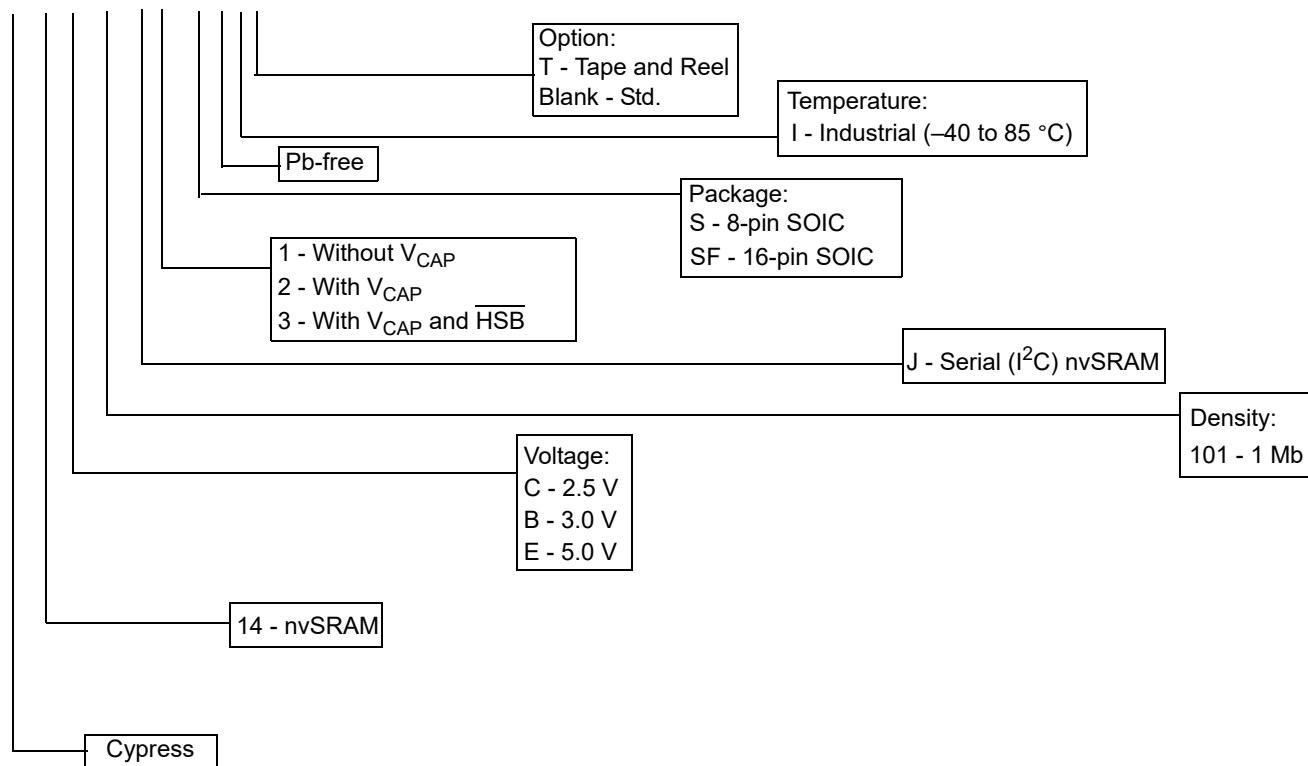 Option:
T - Tape and Reel
Blank - Std.
Temperature:
I - Industrial (–40 to 85 °C)
Pb-free
Package:
S - 8-pin SOIC
SF - 16-pin SOIC
1 - Without VCAP
2 - With VCAP
3 - With VCAP and HSB
J - Serial (I2C) nvSRAM
Density:
101 - 1 Mb
Voltage:
C - 2.5 V
B - 3.0 V
E - 5.0 V
14 - nvSRAM
Cypress